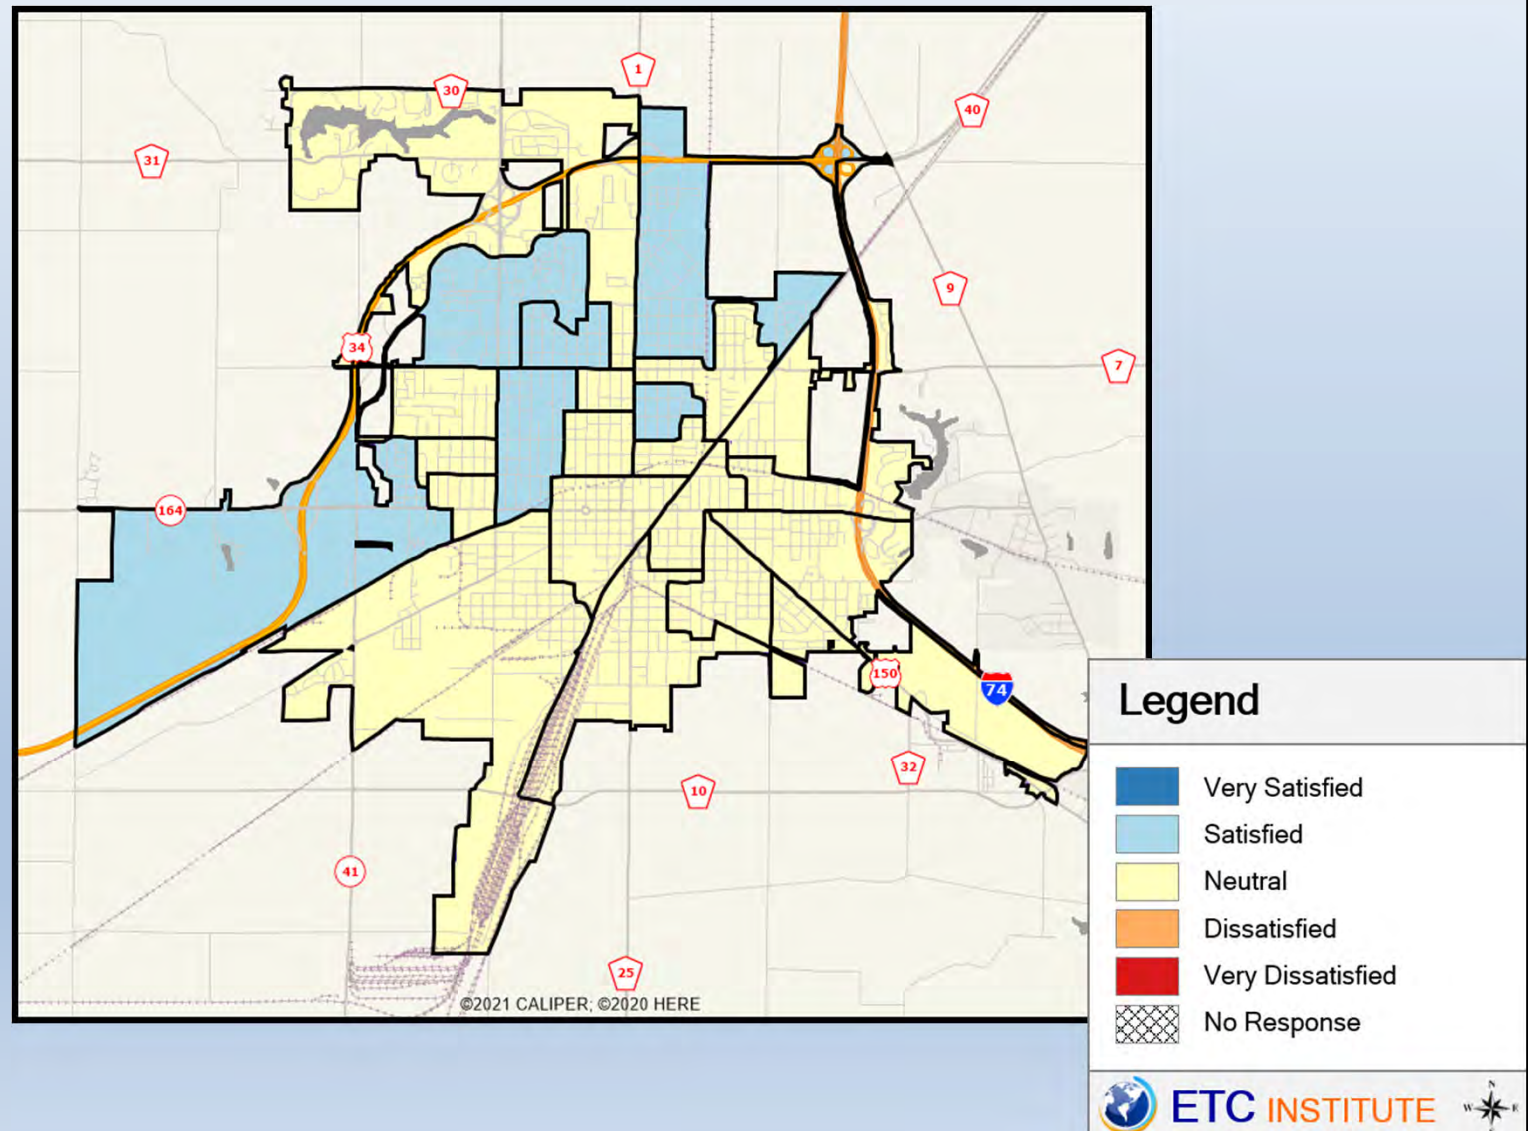 1
30
40
31
9
34
7
164
150
74
32
10
41
25
©2021 CALIPER; ©2020 HERE
Legend
Very Satisfied
Satisfied
Neutral
Dissatisfied
Very Dissatisfied
No Response
ETC INSTITUTE
N
W E